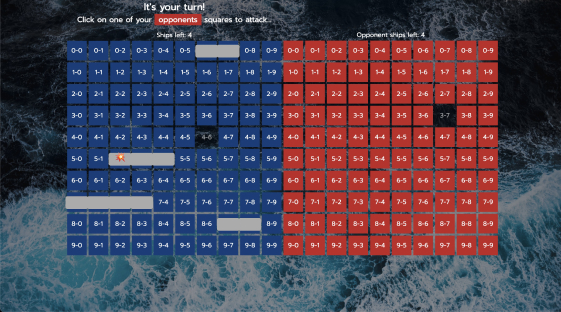 It's your turn!
Click on one of your opponents squares to attack.
Ships left: 4
Opponent ships left: 4
0-0 0-1 0-2 0-3 0-4 0-5 0-8 0-9 0-0 0-1 0-2 0-3 0-4 0-5 0-6 0-7 0-8 0-9
1-0 1-1 1-2 1-3 1-4 1-5 1-6 1-7 1-8 1-9 1-0 1-1 1-2 1-3 1-4 1-5 1-6 1-7 1-8 1-9
2-0 2-1 2-2 2-3 2-4 2-5 2-6 2-7 2-8 2-9 2-0 2-1 2-2 2-3 2-4 2-5 2-6 2-7 2-8 2-9
3-0 3-1 3-2 3-3 3-4 3-5 3-6 3-7 3-8 3-9 3-0 3-1 3-2 3-3 3-4 3-5 3-6 3-7 3-8 3-9
4-0 4-1 4-2 4-3 4-4 4-5 4-6 4-7 4-8 4-9 4-0 4-1 4-2 4-3 4-4 4-5 4-6 4-7 4-8 4-9
5-0 5-1 5-5 5-6 5-7 5-8 5-9 5-0 5-1 5-2 5-3 5-4 5-5 5-6 5-7 5-8 5-9
6-0 6-1 6-2 6-3 6-4 6-5 6-6 6-7 6-8 6-9 6-0 6-1 6-2 6-3 6-4 6-5 6-6 6-7 6-8 6-9
7-4 7-5 7-6 7-7 7-8 7-9 7-0 7-1 7-2 7-3 7-4 7-5 7-6 7-7 7-8 7-9
8-0 8-1 8-2 8-3 8-4 8-5 8-6 8-9 8-0 8-1 8-2 8-3 8-4 8-5 8-6 8-7 8-8 8-9
9-0 9-1 9-2 9-3 9-4 9-5 9-6 9-7 9-8 9-9 9-0 9-1 9-2 9-3 9-4 9-5 9-6 9-7 9-8 9-9